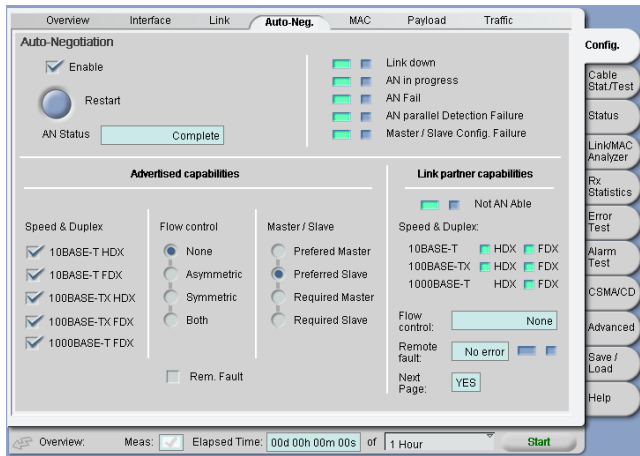 Overview Interface Link Auto-Neg. MAC Payload Traffic
Config.
Cable Stat./Test
Status
Link/MAC Analyzer
Rx Statistics
Error Test
Alarm Test
CSMA/CD
Advanced
Save / Load
Help
Auto-Negotiation
Enable
Restart
AN Status Complete
Link down
AN in progress
AN Fail
AN parallel Detection Failure
Master / Slave Config. Failure
Advertised capabilities
Speed & Duplex
10BASE-T HDX
10BASE-T FDX
100BASE-TX HDX
100BASE-TX FDX
1000BASE-T FDX
Flow control
None
Asymmetric
Symmetric
Both
Master / Slave
Prefered Master
Preferred Slave
Required Master
Required Slave
Rem. Fault
Link partner capabilities
Not AN Able
Speed & Duplex:
10BASE-T HDX FDX
100BASE-TX HDX FDX
1000BASE-T HDX FDX
Flow control: None
Remote fault: No error
Next Page: YES
Overview: Meas: Elapsed Time: 00d 00h 00m 00s of 1 Hour Start